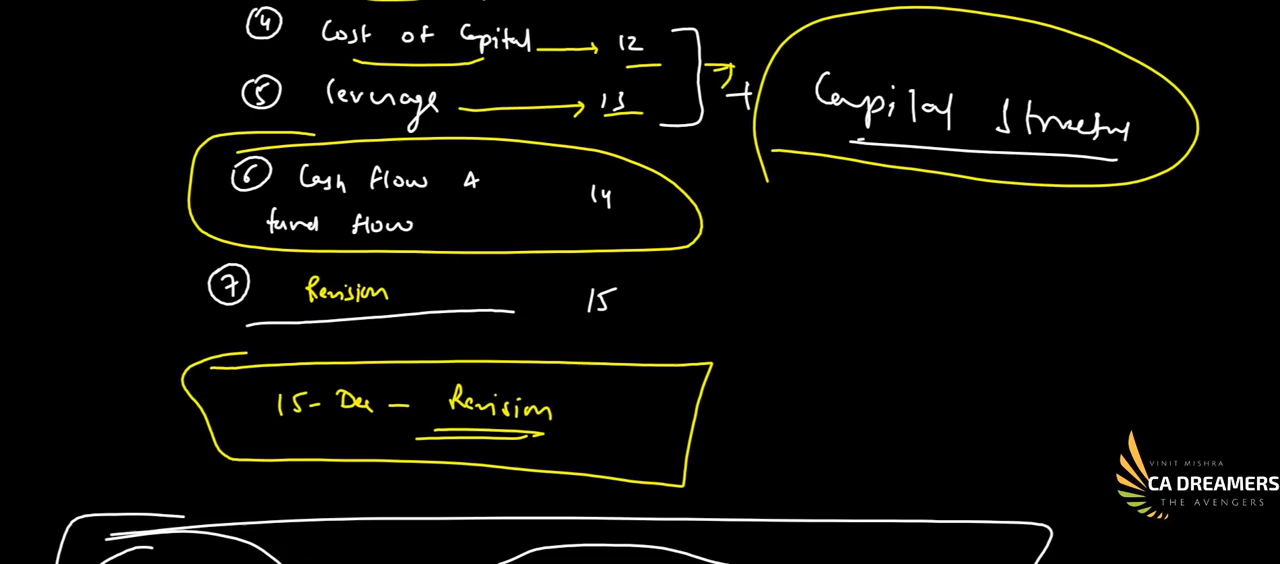 ④ Cost of Capital → 12
⑤ leverage → 13
+ Capital Structure
⑥ Cash flow & 14
fund flow
⑦ Revision 15
15 - Dec - Revision
VINIT MISHRA
CA DREAMERS
THE AVENGERS